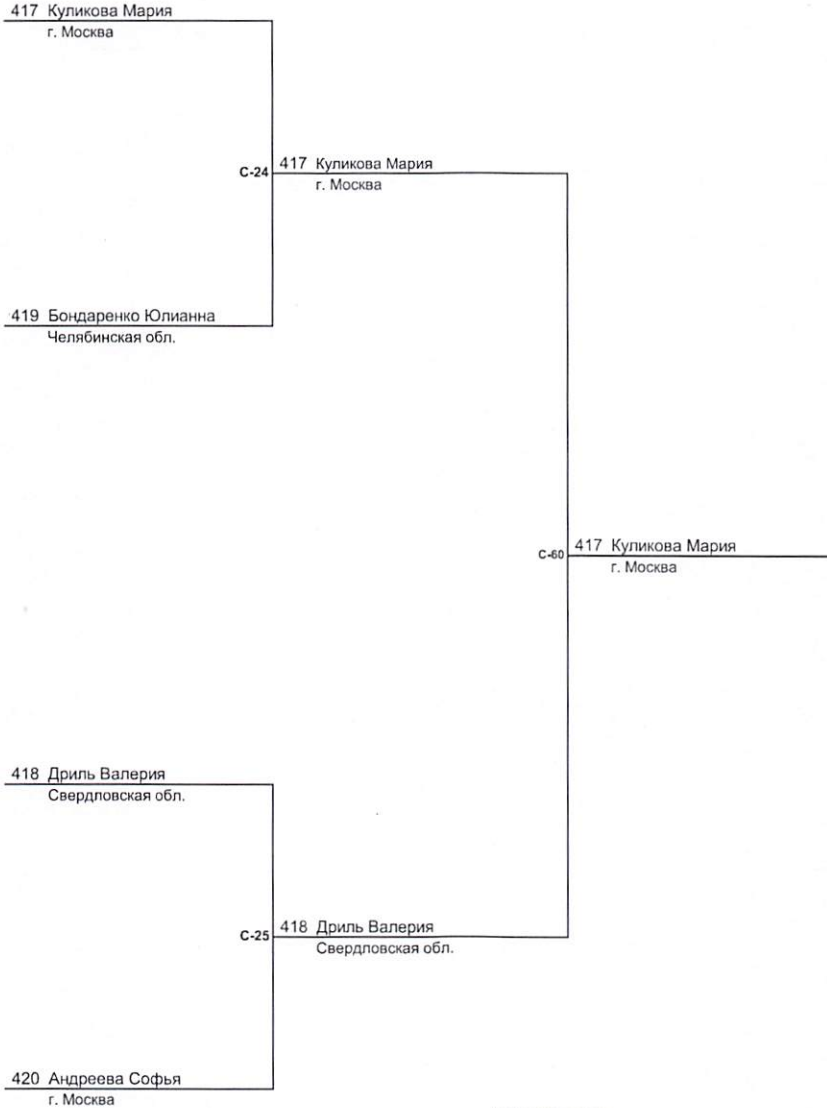 417 Куликова Мария
г. Москва
C-24
417 Куликова Мария
г. Москва
419 Бондаренко Юлианна
Челябинская обл.
C-60
417 Куликова Мария
г. Москва
418 Дриль Валерия
Свердловская обл.
C-25
418 Дриль Валерия
Свердловская обл.
420 Андреева Софья
г. Москва